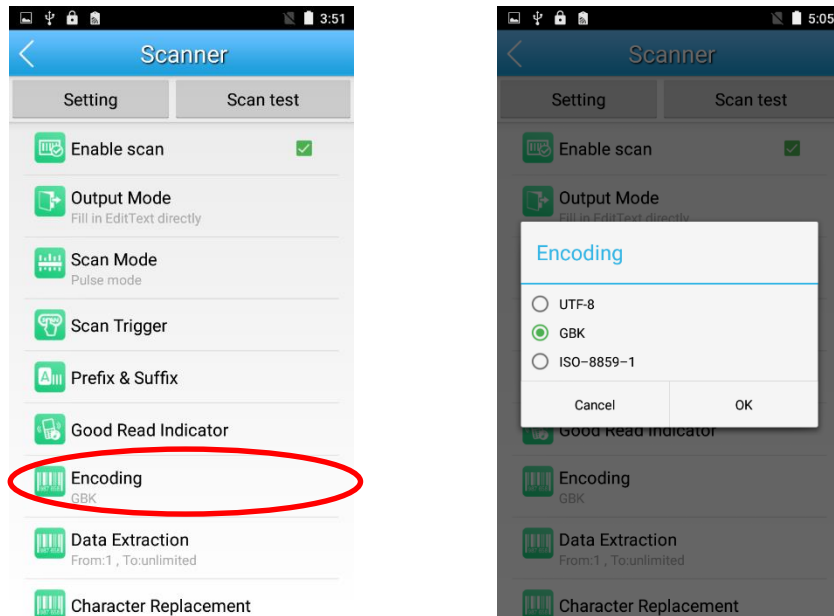 3:51
Scanner
Setting
Scan test
Enable scan
Output Mode
Fill in EditText directly
Scan Mode
Pulse mode
Scan Trigger
Prefix & Suffix
Good Read Indicator
Encoding
GBK
Data Extraction
From:1 , To:unlimited
Character Replacement
5:05
Scanner
Setting
Scan test
Enable scan
Output Mode
Fill in EditText directly
Encoding
UTF-8
GBK
ISO-8859-1
Cancel
OK
Good Read Indicator
Encoding
GBK
Data Extraction
From:1 , To:unlimited
Character Replacement